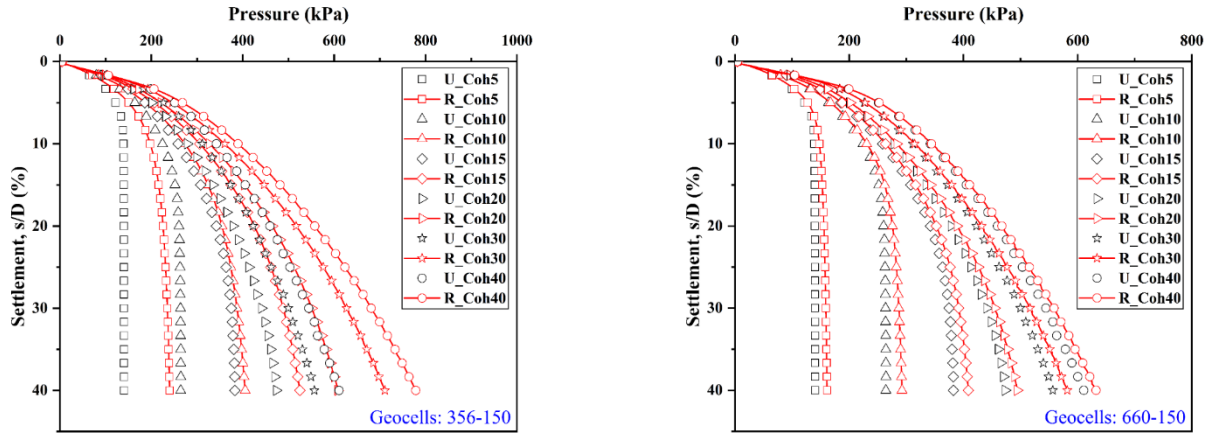 Pressure (kPa)
0 200 400 600 800 1000
0
10
20
30
40
Settlement, s/D (%)
U_Coh5
R_Coh5
U_Coh10
R_Coh10
U_Coh15
R_Coh15
U_Coh20
R_Coh20
U_Coh30
R_Coh30
U_Coh40
R_Coh40
Geocells: 356-150
Pressure (kPa)
0 200 400 600 800
0
10
20
30
40
Settlement, s/D (%)
U_Coh5
R_Coh5
U_Coh10
R_Coh10
U_Coh15
R_Coh15
U_Coh20
R_Coh20
U_Coh30
R_Coh30
U_Coh40
R_Coh40
Geocells: 660-150